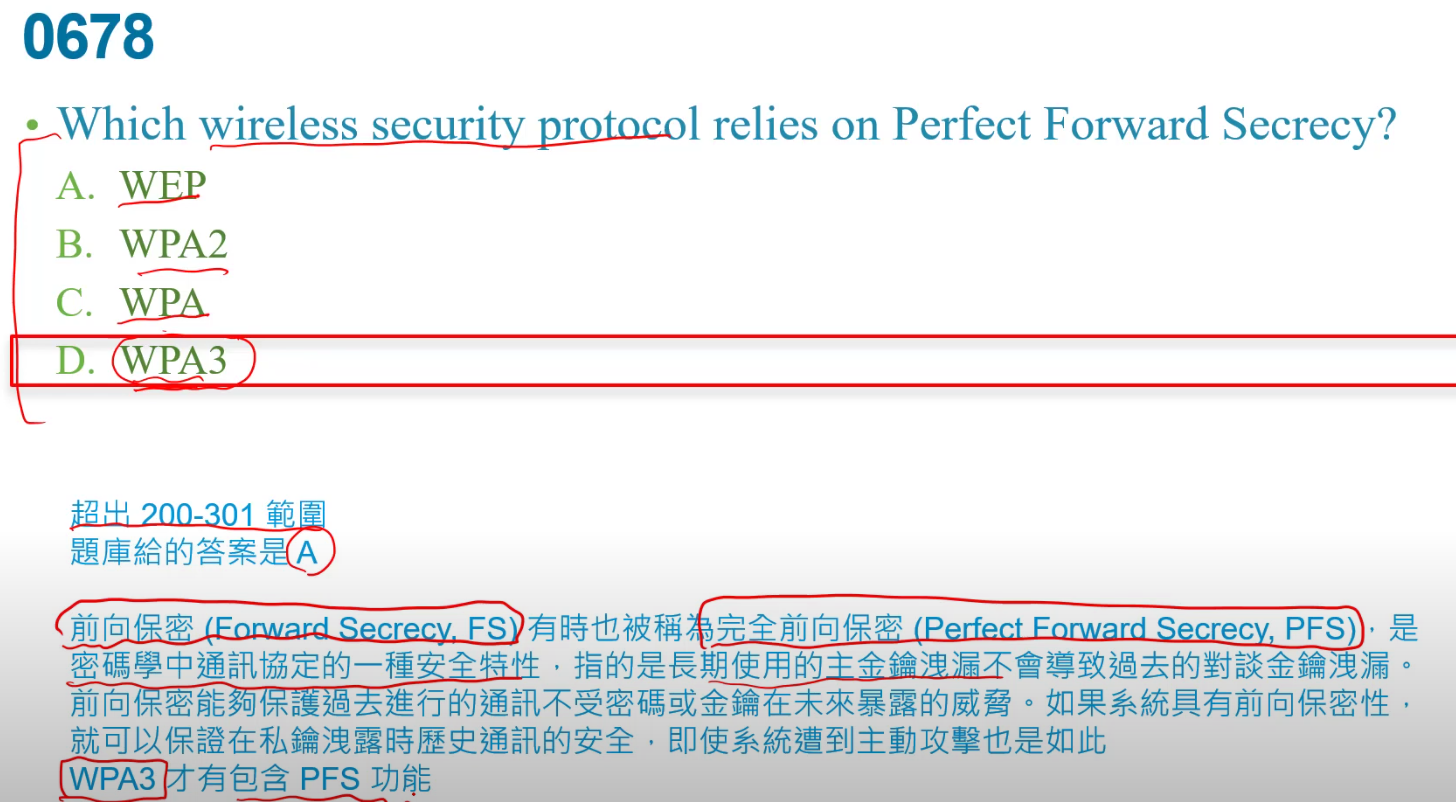 0678
• Which wireless security protocol relies on Perfect Forward Secrecy?
A. WEP
B. WPA2
C. WPA
D. WPA3
超出 200-301 範圍
題庫給的答案是 A
前向保密 (Forward Secrecy, FS) 有時也被稱為完全前向保密 (Perfect Forward Secrecy, PFS)，是
密碼學中通訊協定的一種安全特性，指的是長期使用的主金鑰洩漏不會導致過去的對談金鑰洩漏。
前向保密能夠保護過去進行的通訊不受密碼或金鑰在未來暴露的威脅。如果系統具有前向保密性，
就可以保證在私鑰洩露時歷史通訊的安全，即使系統遭到主動攻擊也是如此
WPA3 才有包含 PFS 功能